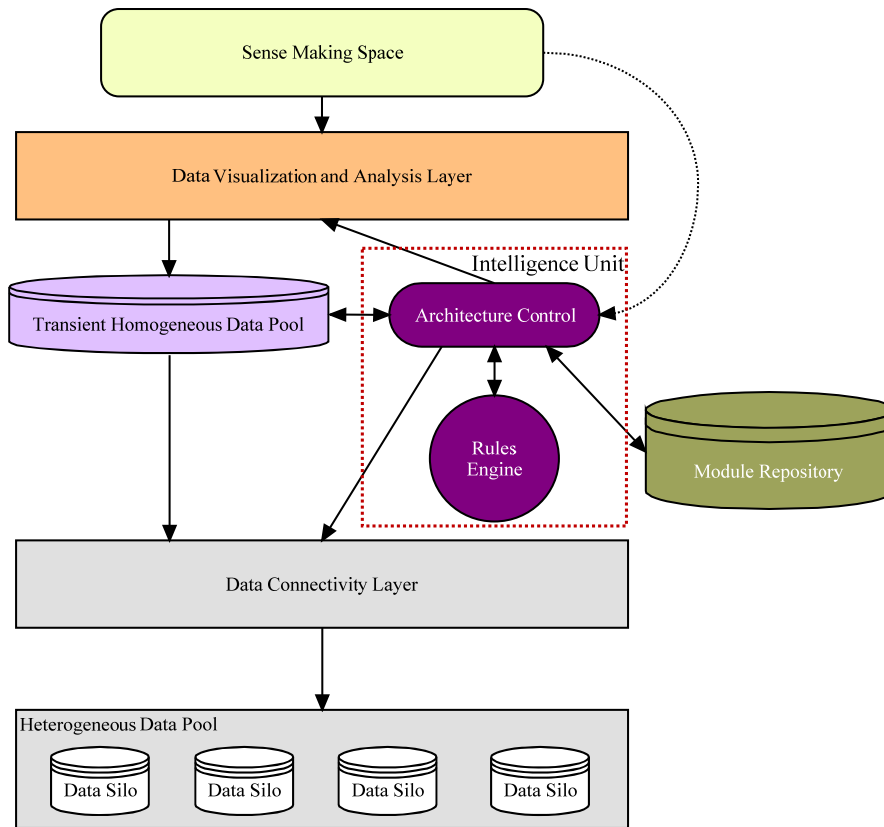 Sense Making Space
Data Visualization and Analysis Layer
Intelligence Unit
Transient Homogeneous Data Pool
Architecture Control
Rules
Engine
Module Repository
Data Connectivity Layer
Heterogeneous Data Pool
Data Silo
Data Silo
Data Silo
Data Silo